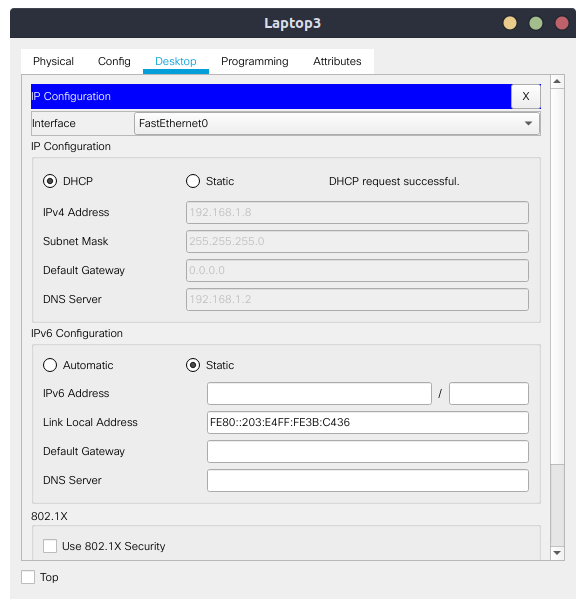 Laptop3
Physical Config Desktop Programming Attributes
IP Configuration X
Interface FastEthernet0
IP Configuration
DHCP Static DHCP request successful.
IPv4 Address 192.168.1.8
Subnet Mask 255.255.255.0
Default Gateway 0.0.0.0
DNS Server 192.168.1.2
IPv6 Configuration
Automatic Static
IPv6 Address /
Link Local Address FE80::203:E4FF:FE3B:C436
Default Gateway
DNS Server
802.1X
Use 802.1X Security
Top